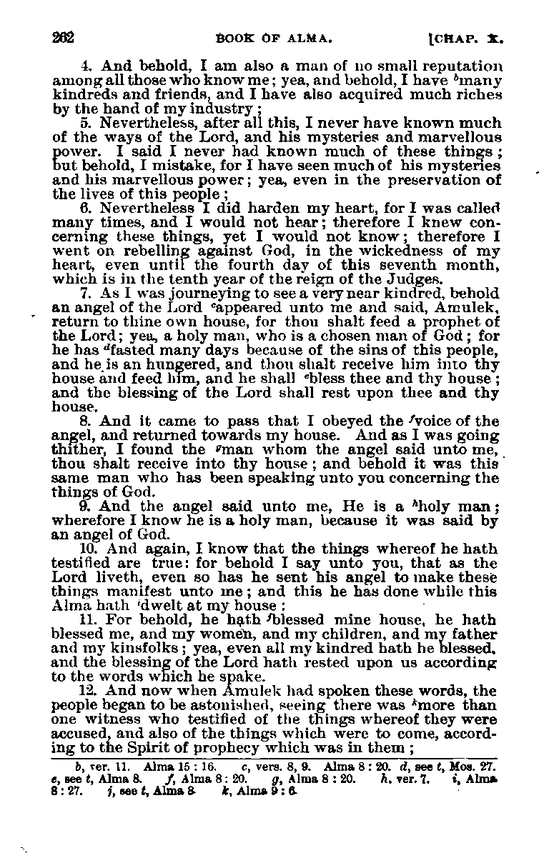 262 BOOK OF ALMA. [CHAP. X.
4. And behold, I am also a man of no small reputation
among all those who know me; yea, and behold, I have ᵇmany
kindreds and friends, and I have also acquired much riches
by the hand of my industry;
5. Nevertheless, after all this, I never have known much
of the ways of the Lord, and his mysteries and marvellous
power. I said I never had known much of these things;
but behold, I mistake, for I have seen much of his mysteries
and his marvellous power; yea, even in the preservation of
the lives of this people;
6. Nevertheless I did harden my heart, for I was called
many times, and I would not hear; therefore I knew con-
cerning these things, yet I would not know; therefore I
went on rebelling against God, in the wickedness of my
heart, even until the fourth day of this seventh month,
which is in the tenth year of the reign of the Judges.
7. As I was journeying to see a very near kindred, behold
an angel of the Lord ᶜappeared unto me and said, Amulek,
return to thine own house, for thou shalt feed a prophet of
the Lord; yea, a holy man, who is a chosen man of God; for
he has ᵈfasted many days because of the sins of this people,
and he is an hungered, and thou shalt receive him into thy
house and feed him, and he shall ᵉbless thee and thy house;
and the blessing of the Lord shall rest upon thee and thy
house.
8. And it came to pass that I obeyed the ᶠvoice of the
angel, and returned towards my house. And as I was going
thither, I found the ᵍman whom the angel said unto me,
thou shalt receive into thy house; and behold it was this
same man who has been speaking unto you concerning the
things of God.
9. And the angel said unto me, He is a ʰholy man;
wherefore I know he is a holy man, because it was said by
an angel of God.
10. And again, I know that the things whereof he hath
testified are true: for behold I say unto you, that as the
Lord liveth, even so has he sent his angel to make these
things manifest unto me; and this he has done while this
Alma hath ⁱdwelt at my house:
11. For behold, he hath ʲblessed mine house, he hath
blessed me, and my women, and my children, and my father
and my kinsfolks; yea, even all my kindred hath he blessed,
and the blessing of the Lord hath rested upon us according
to the words which he spake.
12. And now when Amulek had spoken these words, the
people began to be astonished, seeing there was ᵏmore than
one witness who testified of the things whereof they were
accused, and also of the things which were to come, accord-
ing to the Spirit of prophecy which was in them;
b, ver. 11. Alma 15:16. c, vers. 8, 9. Alma 8:20. d, see t, Mos. 27.
e, see t, Alma 8. f, Alma 8:20. g, Alma 8:20. h, ver. 7. i, Alma
8:27. j, see t, Alma 8. k, Alma 9:6.